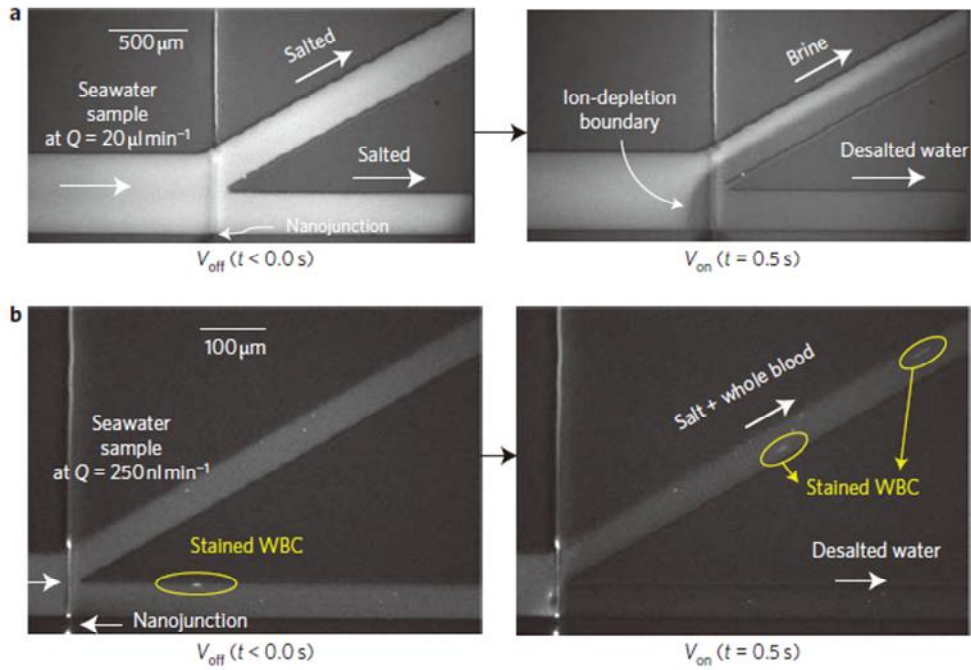 a
500 μm
Seawater
sample
at Q = 20 μl min⁻¹
Salted
Salted
Nanojunction
V_off (t < 0.0 s)
Ion-depletion
boundary
Brine
Desalted water
V_on (t = 0.5 s)
b
100 μm
Seawater
sample
at Q = 250 nl min⁻¹
Stained WBC
Nanojunction
V_off (t < 0.0 s)
Salt + whole blood
Stained WBC
Desalted water
V_on (t = 0.5 s)